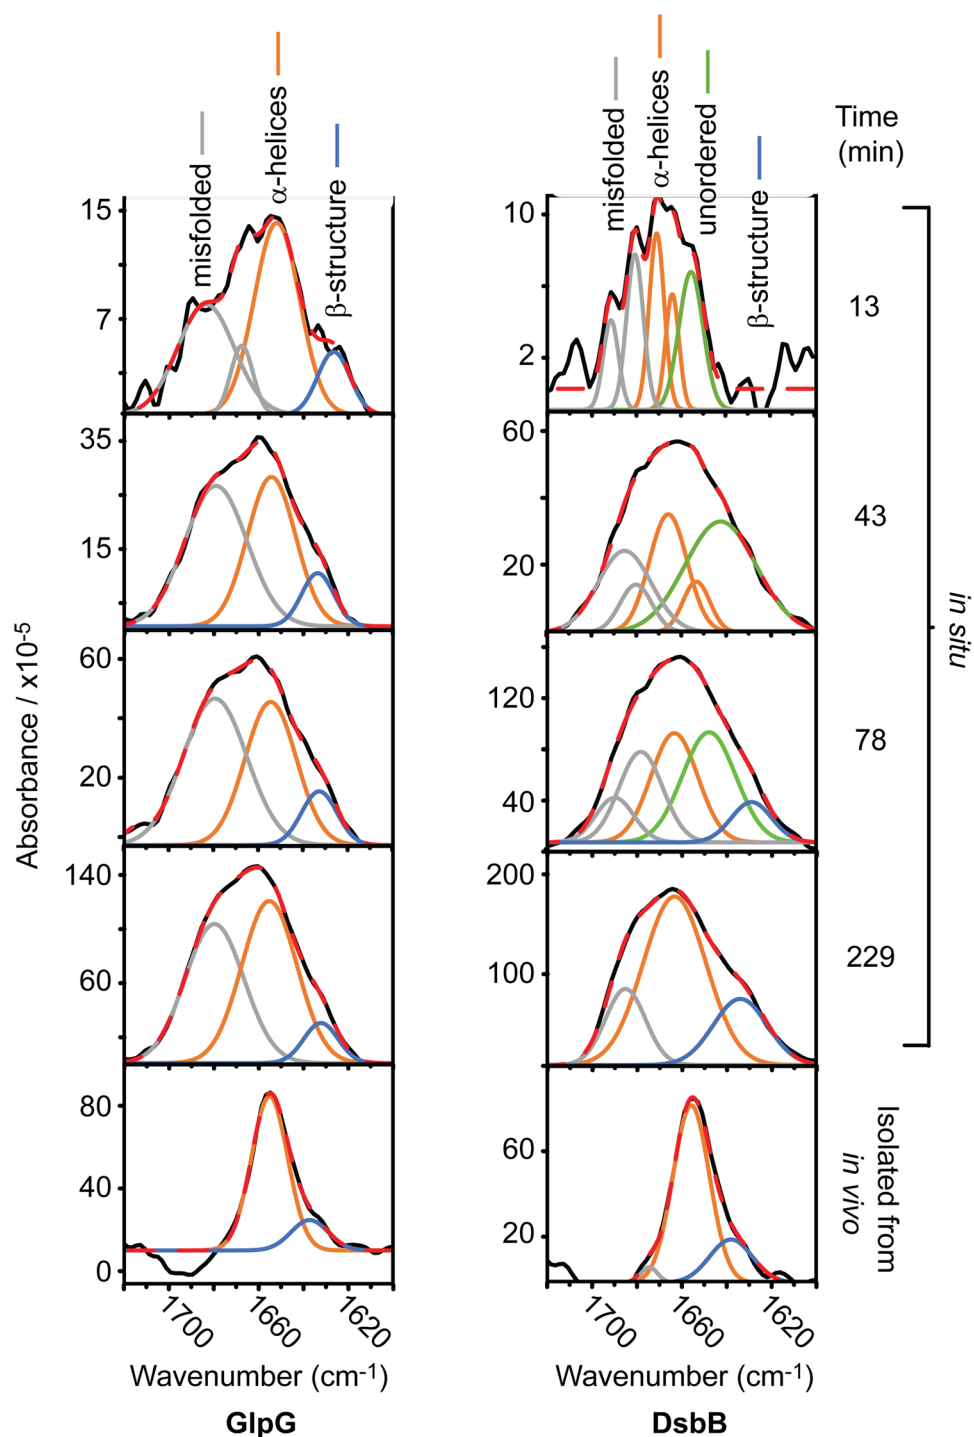 misfolded
α-helices
β-structure
misfolded
α-helices
unordered
β-structure
Time
(min)
15
7
10
2
13
35
15
60
20
43
60
20
120
40
78
140
60
200
100
229
80
40
0
60
20
in situ
Isolated from
in vivo
Absorbance / x10-5
1700
1660
1620
1700
1660
1620
Wavenumber (cm-1)
Wavenumber (cm-1)
GlpG
DsbB